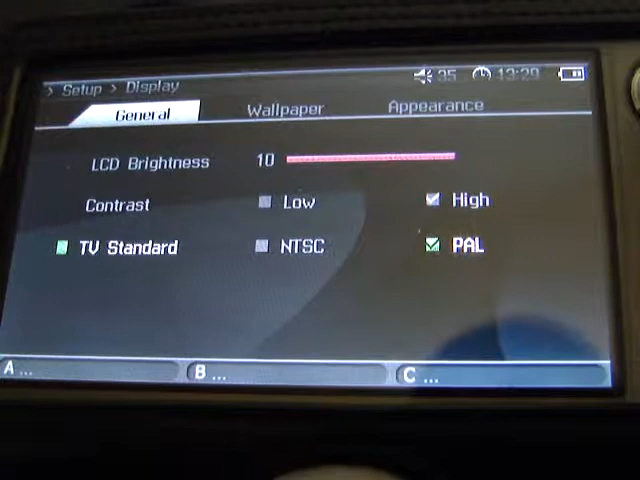 > Setup > Display 35 13:29
General Wallpaper Appearance
LCD Brightness 10
Contrast Low High
TV Standard NTSC PAL
A ... B ... C ...